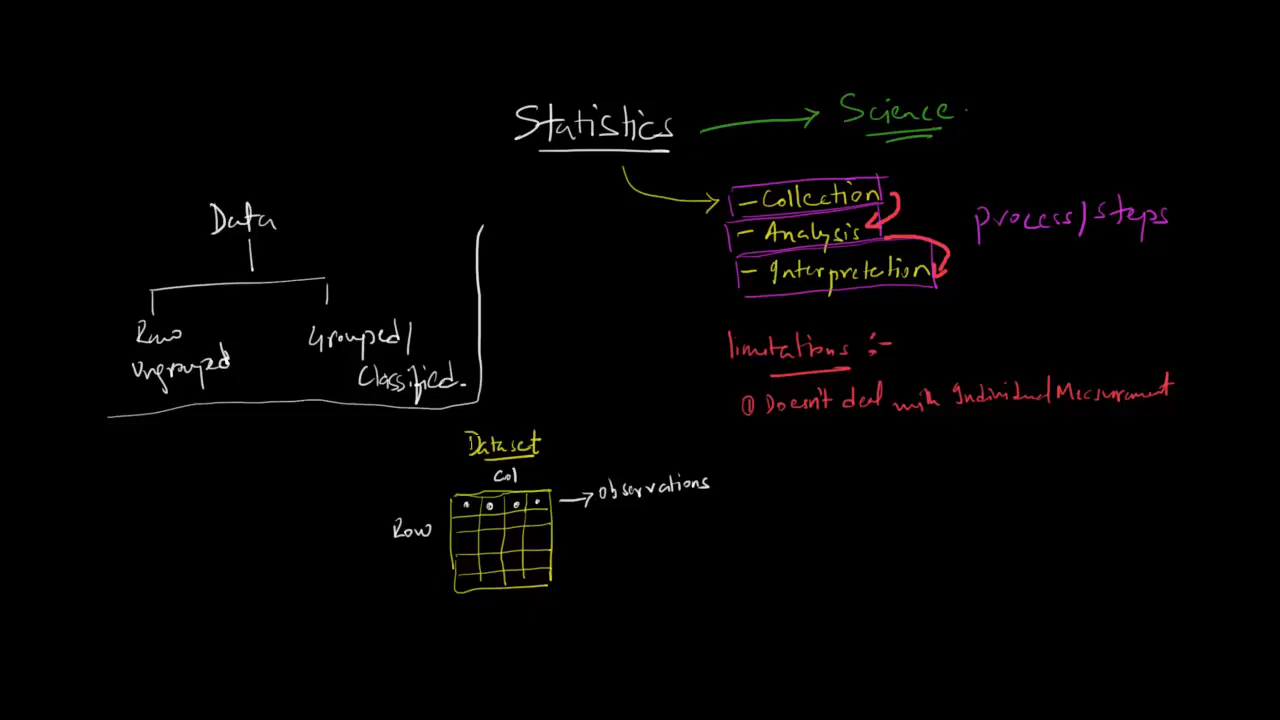 Statistics
Science.
- Collection
- Analysis
- Interpretation
process/steps
Data
Raw
Ungrouped
Grouped/
Classified.
limitations :-
① Doesn't deal with Individual Measurement
Dataset
Col
Row
Observations